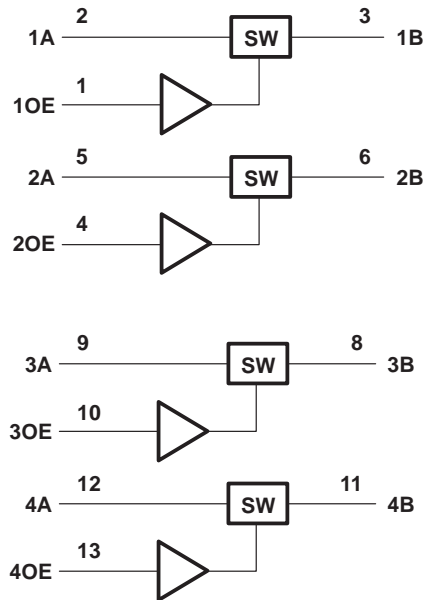 2 3
1A SW 1B
1
1OE
5 6
2A SW 2B
4
2OE
9 8
3A SW 3B
10
3OE
12 11
4A SW 4B
13
4OE